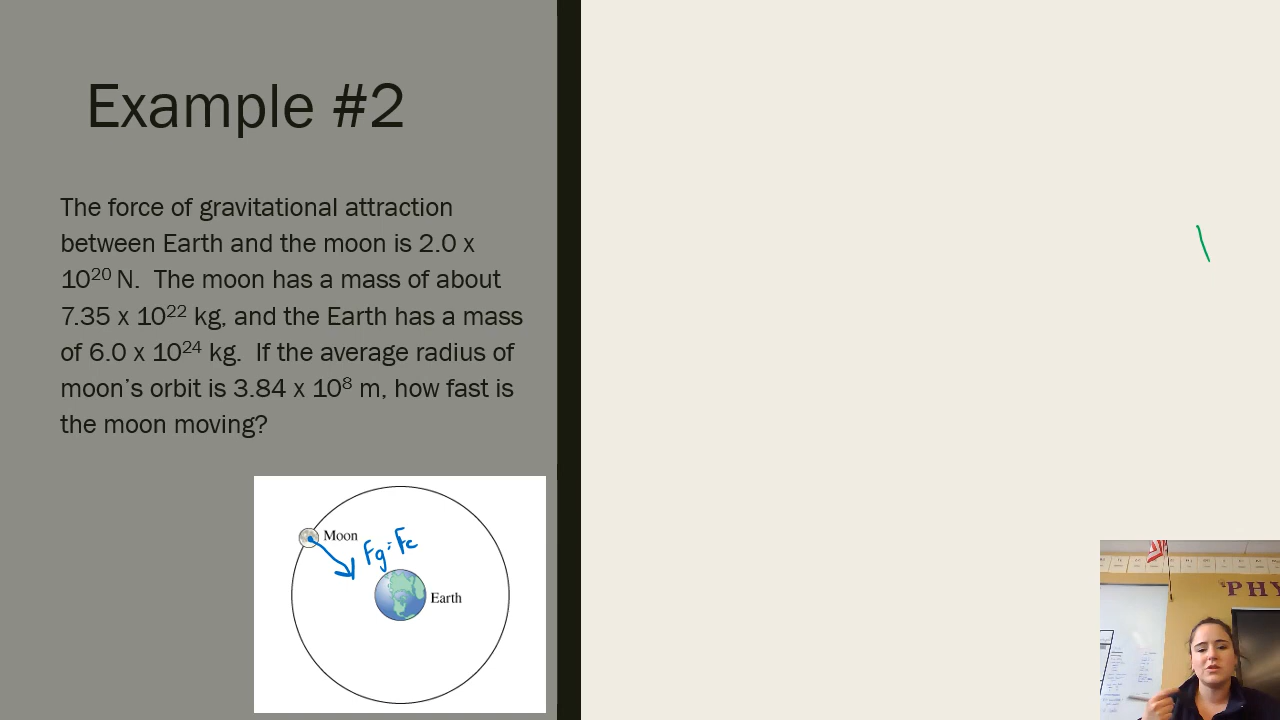 Example #2
The force of gravitational attraction
between Earth and the moon is 2.0 x
10²⁰ N. The moon has a mass of about
7.35 x 10²² kg, and the Earth has a mass
of 6.0 x 10²⁴ kg. If the average radius of
moon's orbit is 3.84 x 10⁸ m, how fast is
the moon moving?
Moon
Fg = Fc
Earth
PHY